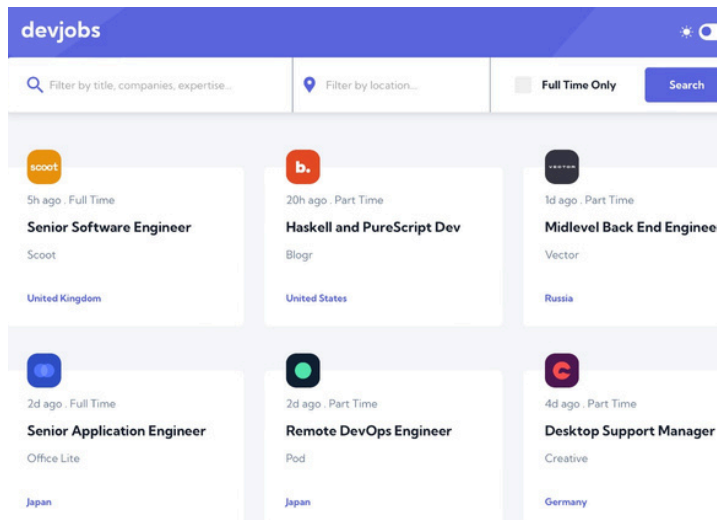 devjobs
Filter by title, companies, expertise...
Filter by location...
Full Time Only
Search
scoot
b.
VECTOR
5h ago . Full Time
20h ago . Part Time
1d ago . Part Time
Senior Software Engineer
Haskell and PureScript Dev
Midlevel Back End Enginee
Scoot
Blogr
Vector
United Kingdom
United States
Russia
2d ago . Full Time
2d ago . Part Time
4d ago . Part Time
Senior Application Engineer
Remote DevOps Engineer
Desktop Support Manager
Office Lite
Pod
Creative
Japan
Japan
Germany